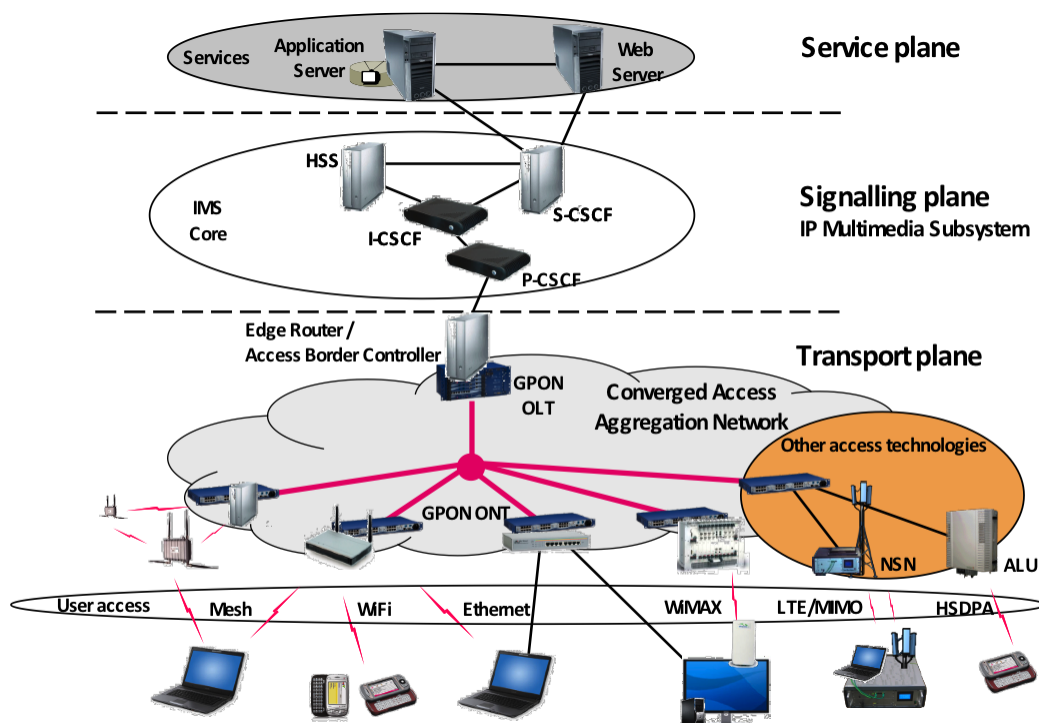 Service plane
Services
Application
Server
Web
Server
HSS
S-CSCF
IMS
Core
I-CSCF
P-CSCF
Signalling plane
IP Multimedia Subsystem
Edge Router /
Access Border Controller
Transport plane
GPON
OLT
Converged Access
Aggregation Network
Other access technologies
GPON ONT
NSN
ALU
User access
Mesh
WiFi
Ethernet
WiMAX
LTE/MIMO
HSDPA